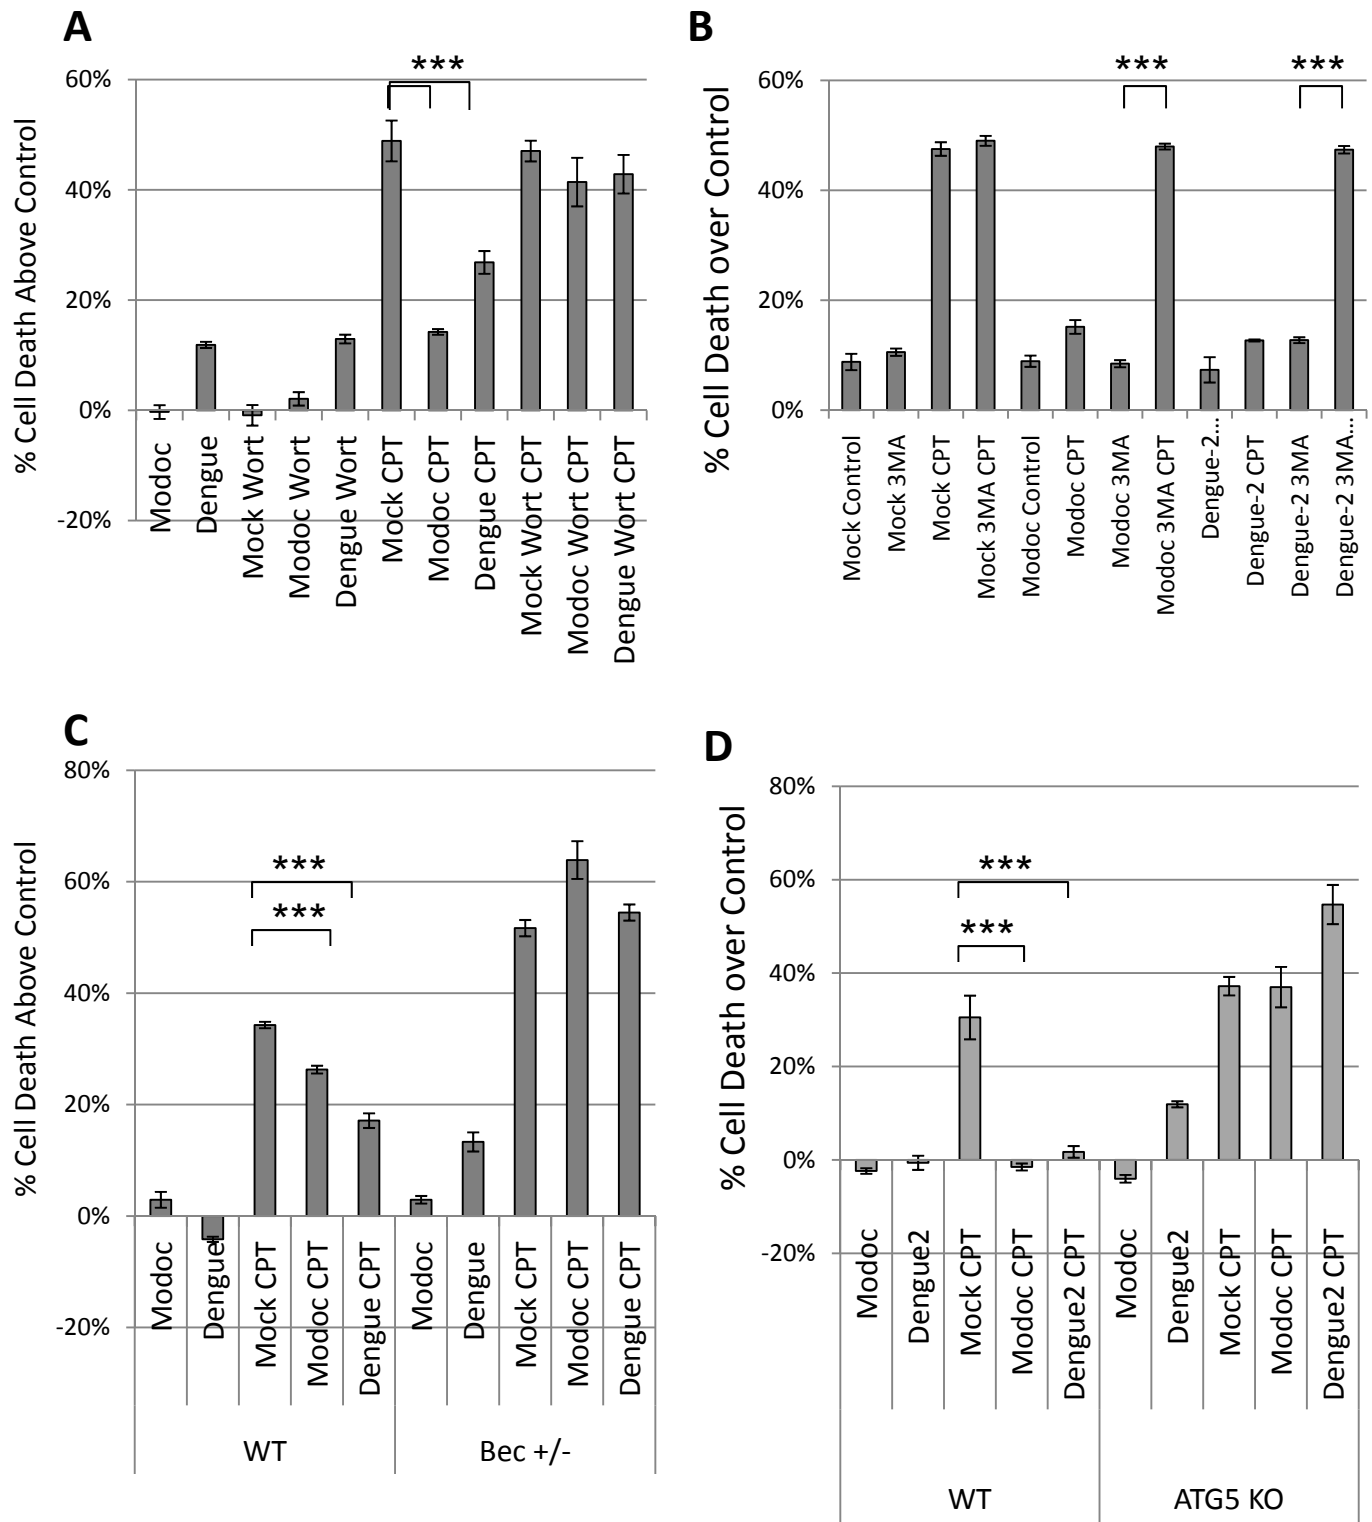 A
% Cell Death Above Control
***
60%
40%
20%
0%
-20%
Modoc
Dengue
Mock Wort
Modoc Wort
Dengue Wort
Mock CPT
Modoc CPT
Dengue CPT
Mock Wort CPT
Modoc Wort CPT
Dengue Wort CPT
B
% Cell Death over Control
***
***
60%
40%
20%
0%
Mock Control
Mock 3MA
Mock CPT
Mock 3MA CPT
Modoc Control
Modoc CPT
Modoc 3MA
Modoc 3MA CPT
Dengue-2...
Dengue-2 CPT
Dengue-2 3MA
Dengue-2 3MA...
C
% Cell Death Above Control
80%
60%
40%
20%
0%
-20%
***
***
Modoc
Dengue
Mock CPT
Modoc CPT
Dengue CPT
Modoc
Dengue
Mock CPT
Modoc CPT
Dengue CPT
WT
Bec +/-
D
% Cell Death over Control
80%
60%
40%
20%
0%
-20%
***
***
Modoc
Dengue2
Mock CPT
Modoc CPT
Dengue2 CPT
Modoc
Dengue2
Mock CPT
Modoc CPT
Dengue2 CPT
WT
ATG5 KO